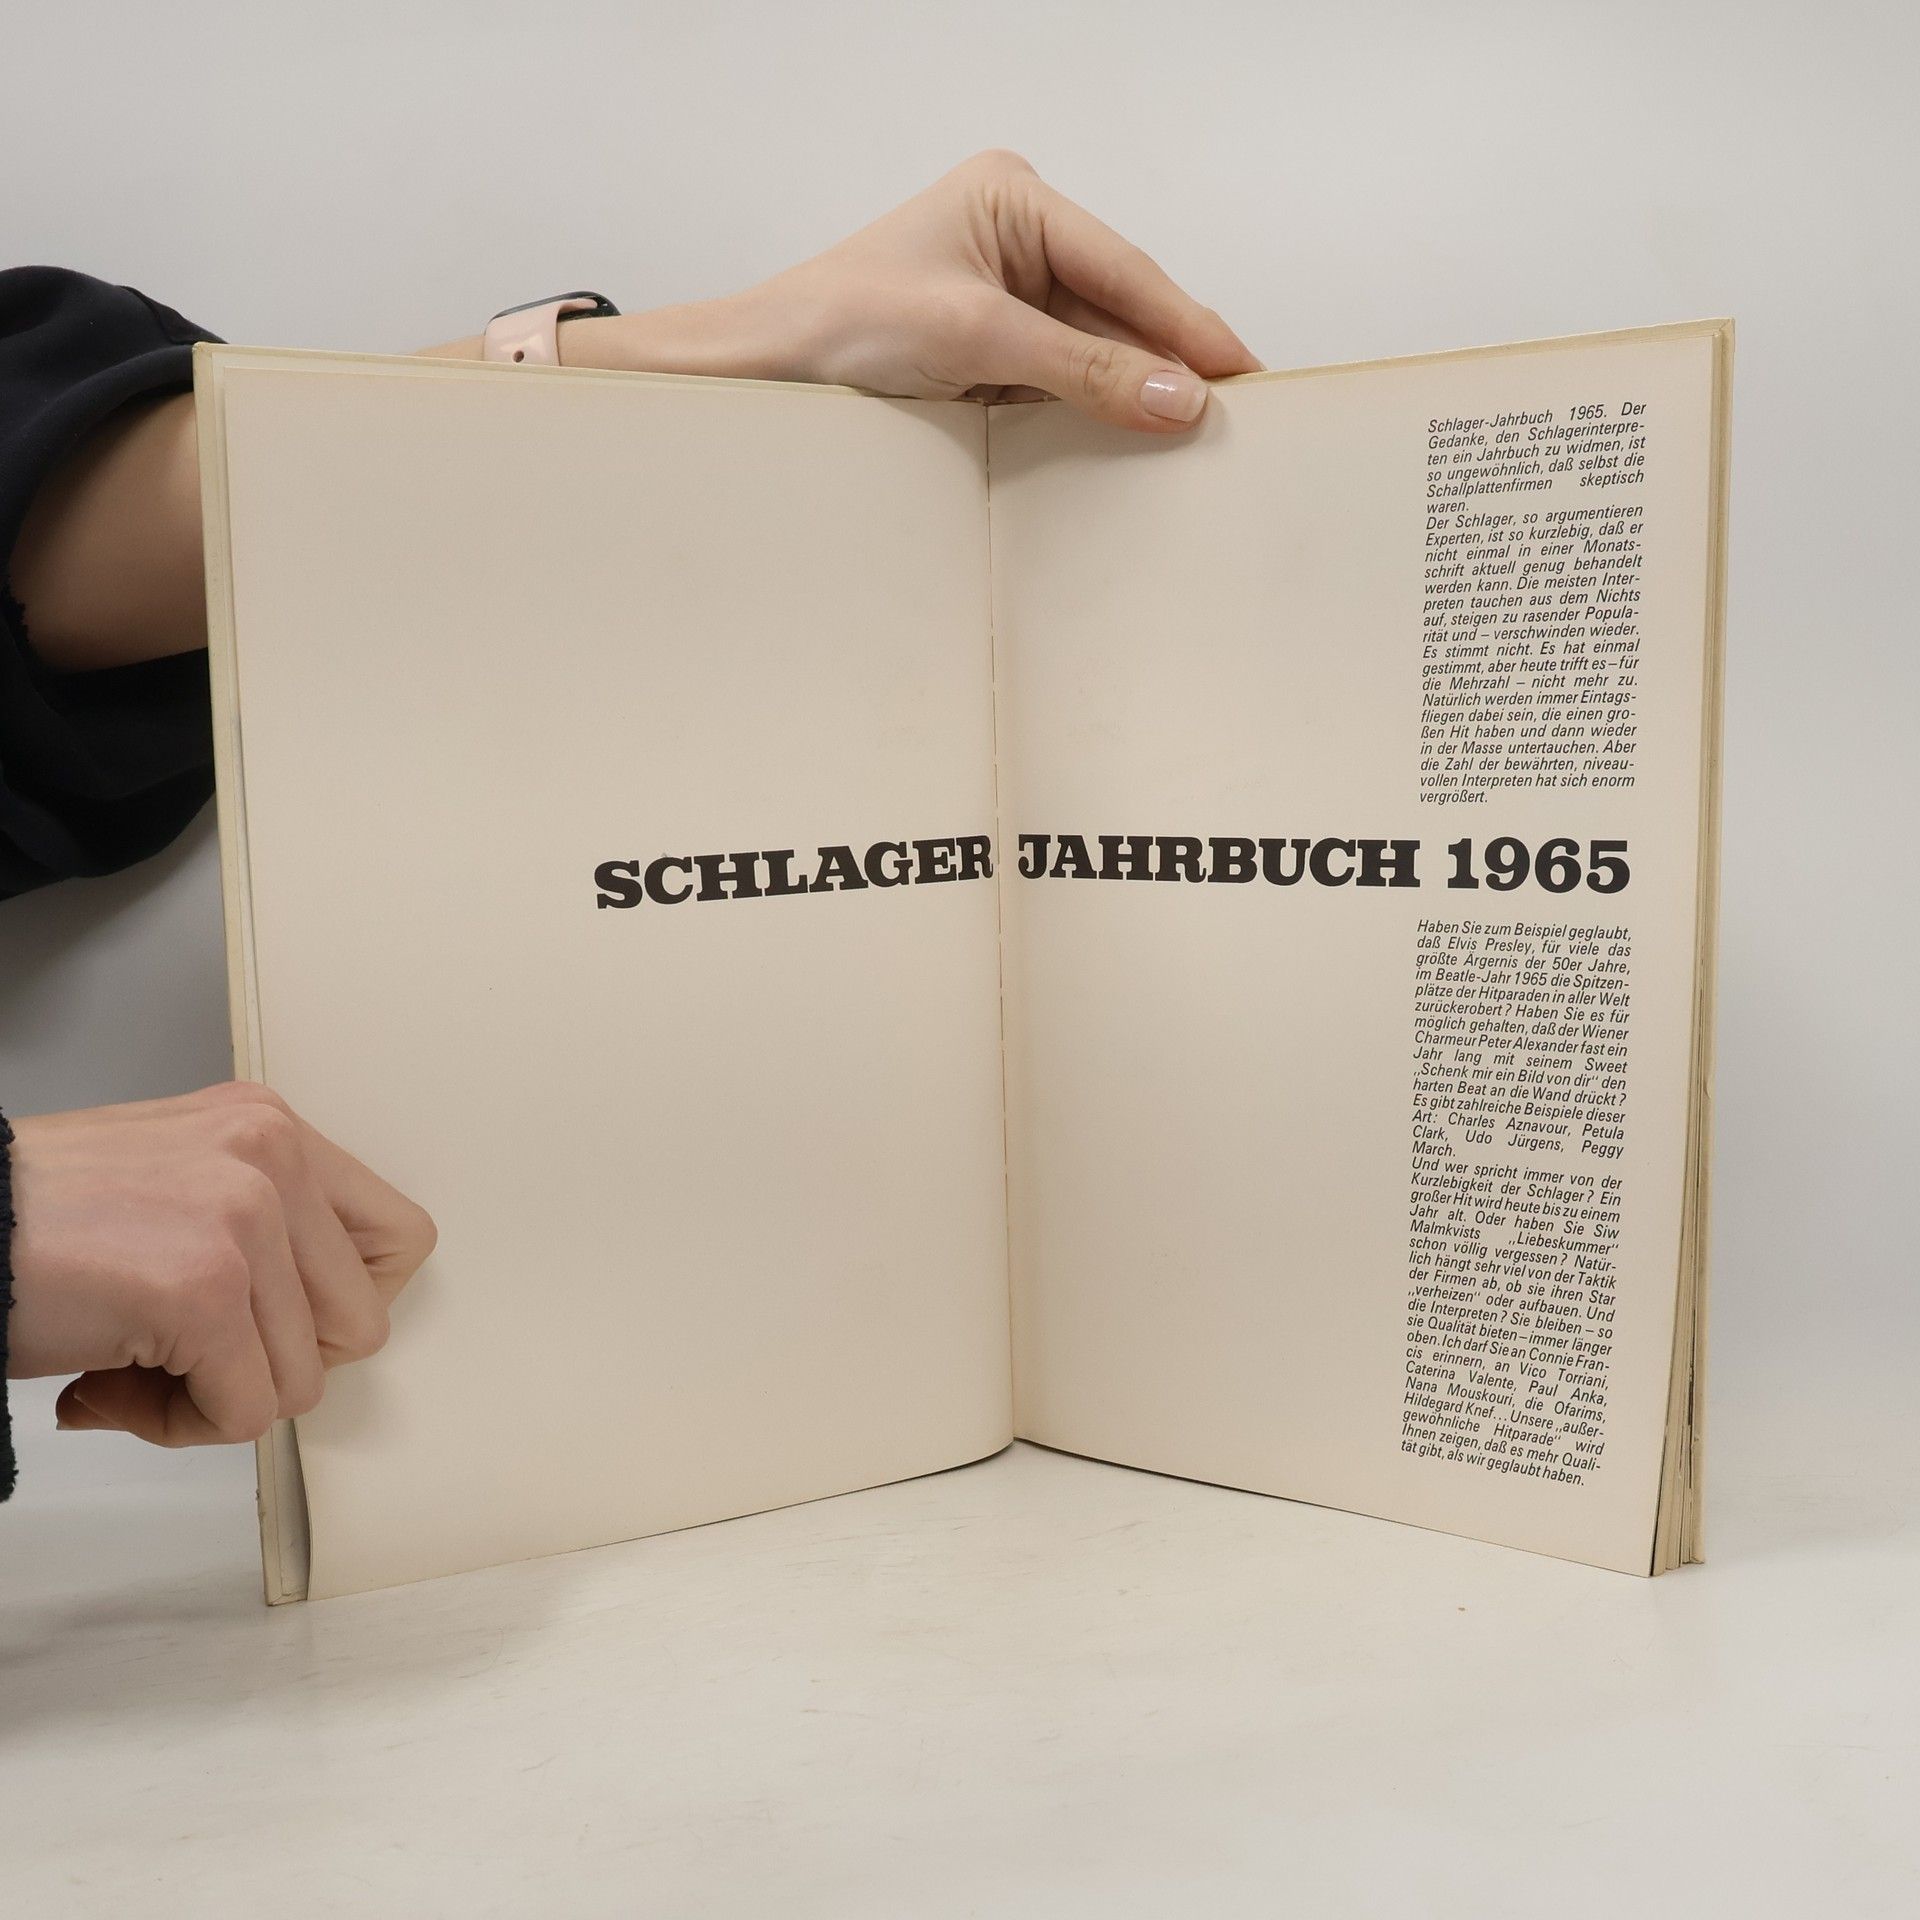 Schlager-Jahrbuch 1965. Der
Gedanke, den Schlagerinterpre-
ten ein Jahrbuch zu widmen, ist
so ungewöhnlich, daß selbst die
Schallplattenfirmen skeptisch
waren.
Der Schlager, so argumentieren
Experten, ist so kurzlebig, daß er
nicht einmal in einer Monats-
schrift aktuell genug behandelt
werden kann. Die meisten Inter-
preten tauchen aus dem Nichts
auf, steigen zu rasender Popula-
rität und – verschwinden wieder.
Es stimmt nicht. Es hat einmal
gestimmt, aber heute trifft es – für
die Mehrzahl – nicht mehr zu.
Natürlich werden immer Eintags-
fliegen dabei sein, die einen gro-
ßen Hit haben und dann wieder
in der Masse untertauchen. Aber
die Zahl der bewährten, niveau-
vollen Interpreten hat sich enorm
vergrößert.
SCHLAGER JAHRBUCH 1965
Haben Sie zum Beispiel geglaubt,
daß Elvis Presley, für viele das
größte Ärgernis der 50er Jahre,
im Beatle-Jahr 1965 die Spitzen-
plätze der Hitparaden in aller Welt
zurückerobert? Haben Sie es für
möglich gehalten, daß der Wiener
Charmeur Peter Alexander fast ein
Jahr lang mit seinem Sweet
„Schenk mir ein Bild von dir“ den
harten Beat an die Wand drückt?
Es gibt zahlreiche Beispiele dieser
Art: Charles Aznavour, Petula
Clark, Udo Jürgens, Peggy
March.
Und wer spricht immer von der
Kurzlebigkeit der Schlager? Ein
großer Hit wird heute bis zu einem
Jahr alt. Oder haben Sie Siw
Malmkvists „Liebeskummer“
schon völlig vergessen? Natür-
lich hängt sehr viel von der Taktik
der Firmen ab, ob sie ihren Star
„verheizen“ oder aufbauen. Und
die Interpreten? Sie bleiben – so
sie Qualität bieten – immer länger
oben. Ich darf Sie an Connie Fran-
cis erinnern, an Vico Torriani,
Caterina Valente, Paul Anka,
Nana Mouskouri, die Ofarims,
Hildegard Knef... Unsere „außer-
gewöhnliche Hitparade“ wird
Ihnen zeigen, daß es mehr Quali-
tät gibt, als wir geglaubt haben.